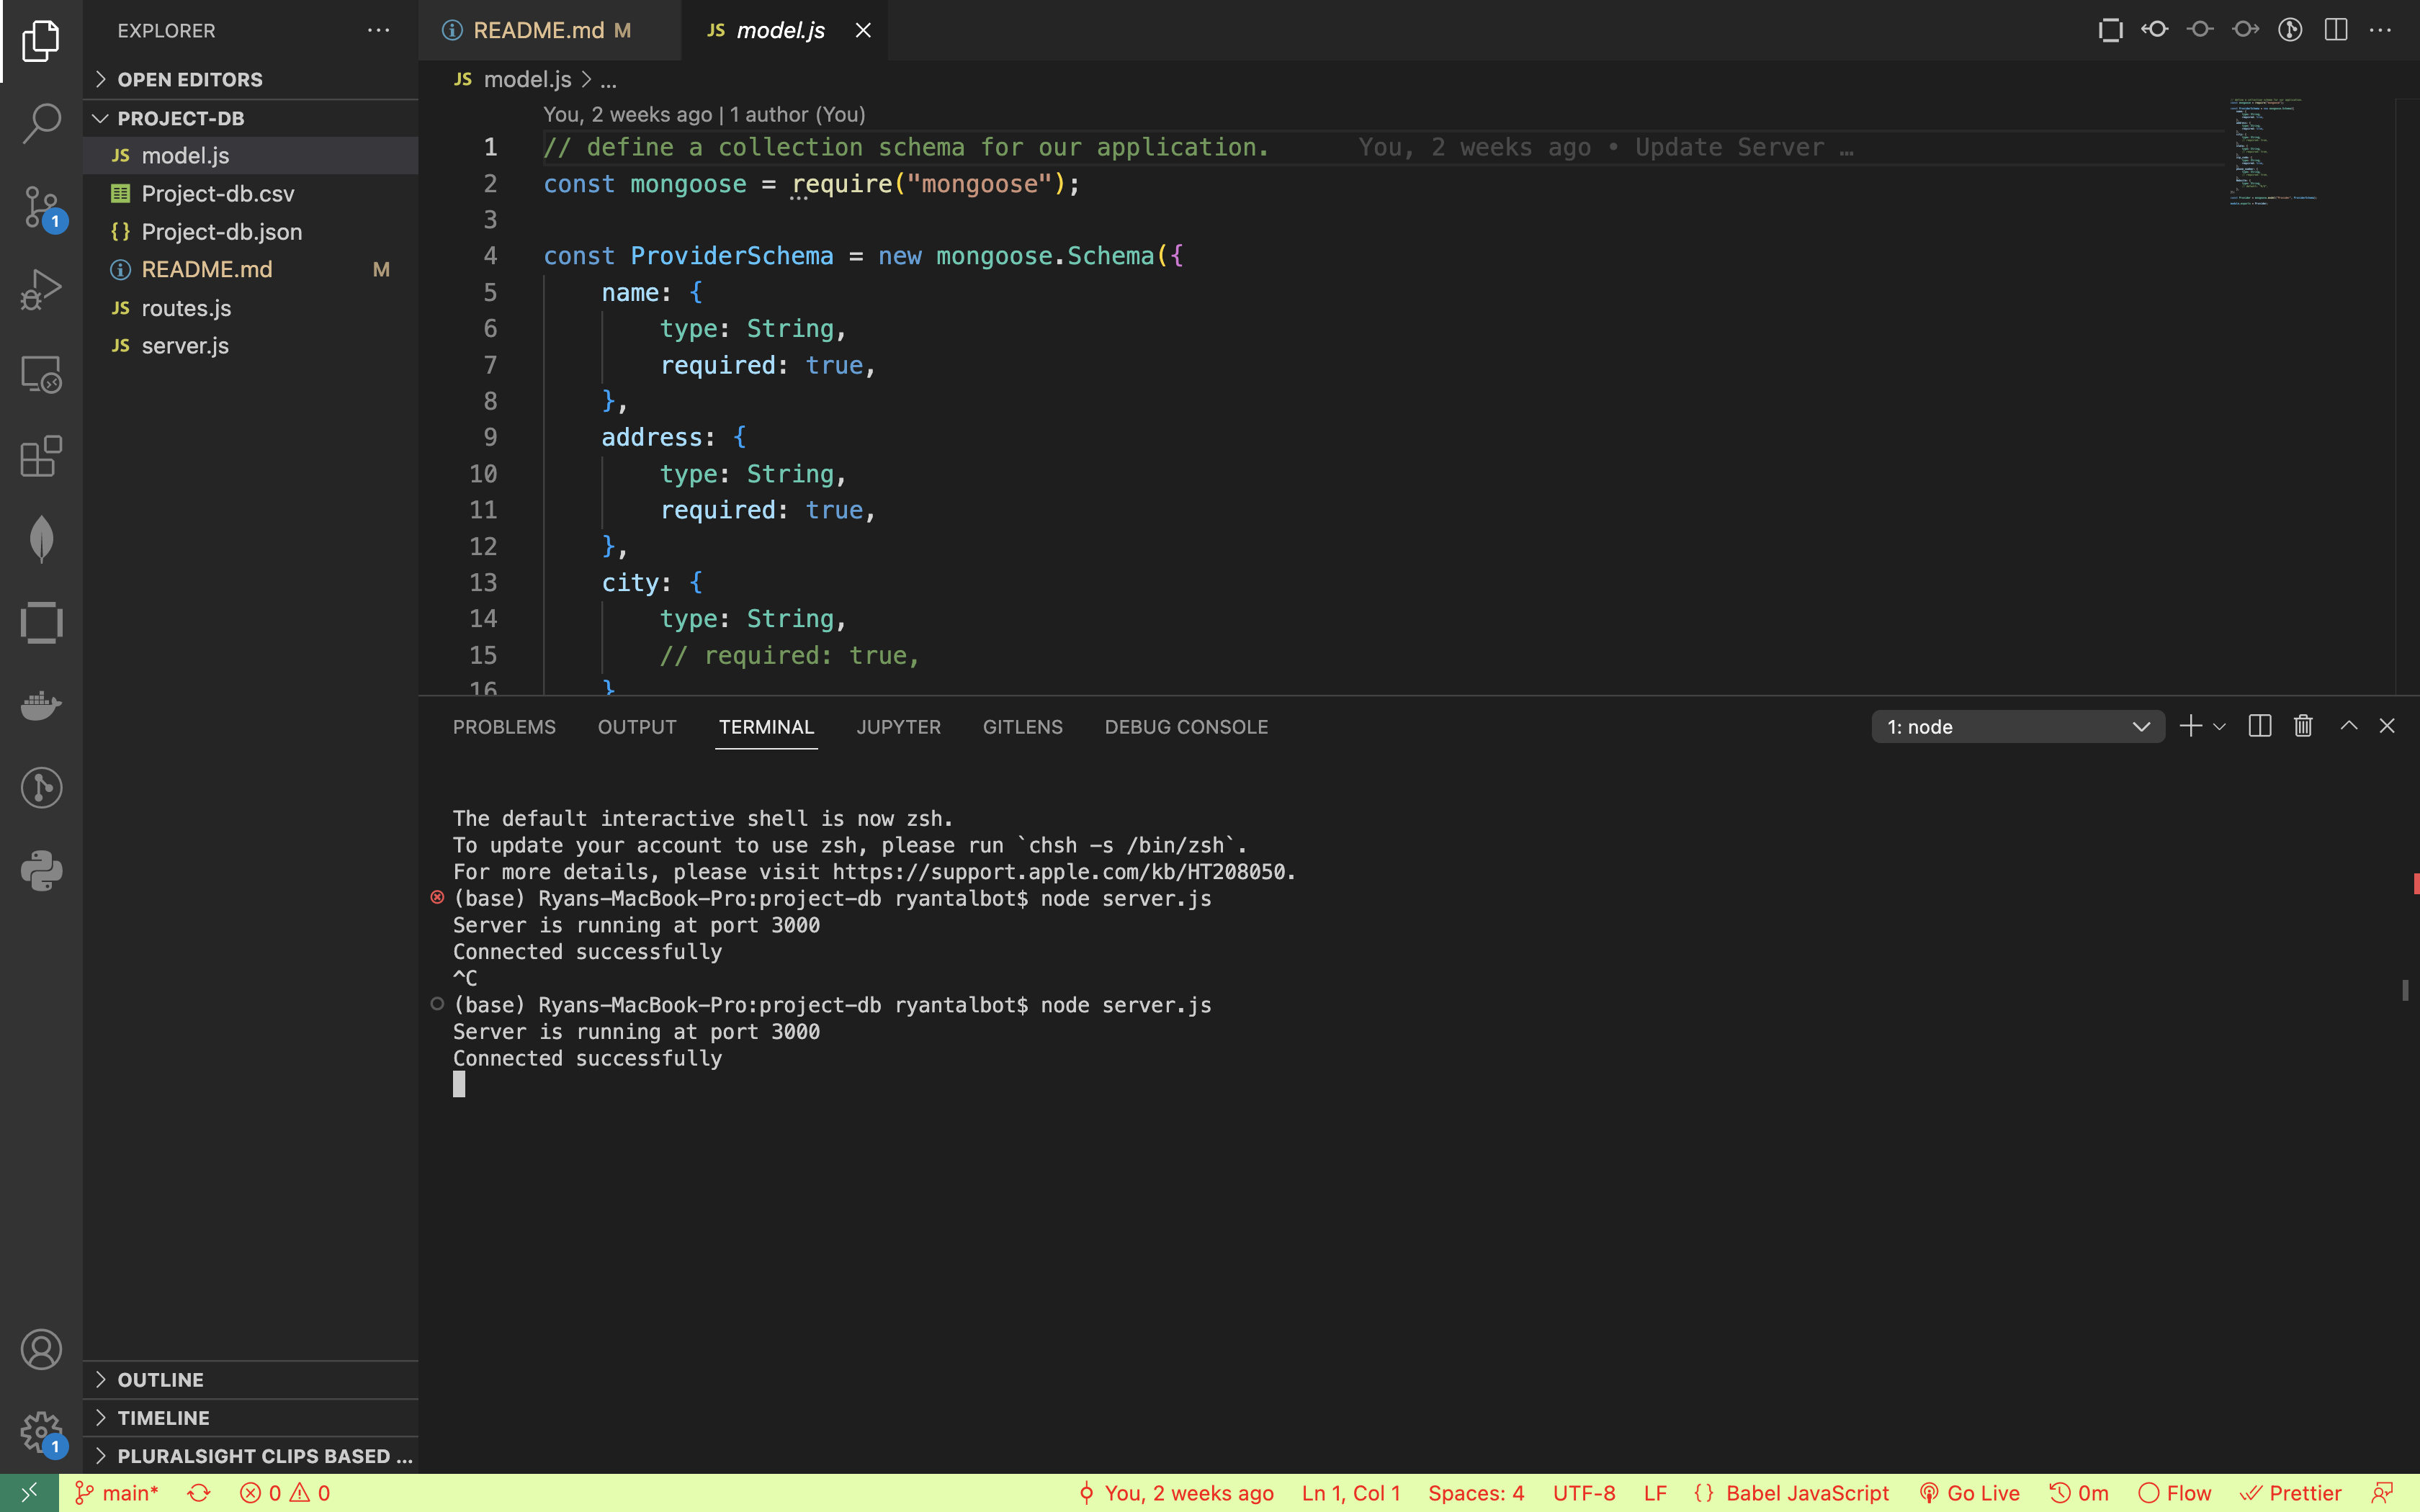 EXPLORER
OPEN EDITORS
PROJECT-DB
JS model.js
Project-db.csv
{} Project-db.json
README.md M
JS routes.js
JS server.js
OUTLINE
TIMELINE
PLURALSIGHT CLIPS BASED ...
1
1
README.md M
JS model.js
JS model.js > ...
You, 2 weeks ago | 1 author (You)
1 // define a collection schema for our application. You, 2 weeks ago • Update Server …
2 const mongoose = require("mongoose");
3
4 const ProviderSchema = new mongoose.Schema({
5 name: {
6 type: String,
7 required: true,
8 },
9 address: {
10 type: String,
11 required: true,
12 },
13 city: {
14 type: String,
15 // required: true,
16 }
PROBLEMS OUTPUT TERMINAL JUPYTER GITLENS DEBUG CONSOLE 1: node
The default interactive shell is now zsh.
To update your account to use zsh, please run `chsh -s /bin/zsh`.
For more details, please visit https://support.apple.com/kb/HT208050.
(base) Ryans-MacBook-Pro:project-db ryantalbot$ node server.js
Server is running at port 3000
Connected successfully
^C
(base) Ryans-MacBook-Pro:project-db ryantalbot$ node server.js
Server is running at port 3000
Connected successfully
main* 0 0 You, 2 weeks ago Ln 1, Col 1 Spaces: 4 UTF-8 LF {} Babel JavaScript Go Live 0m Flow Prettier